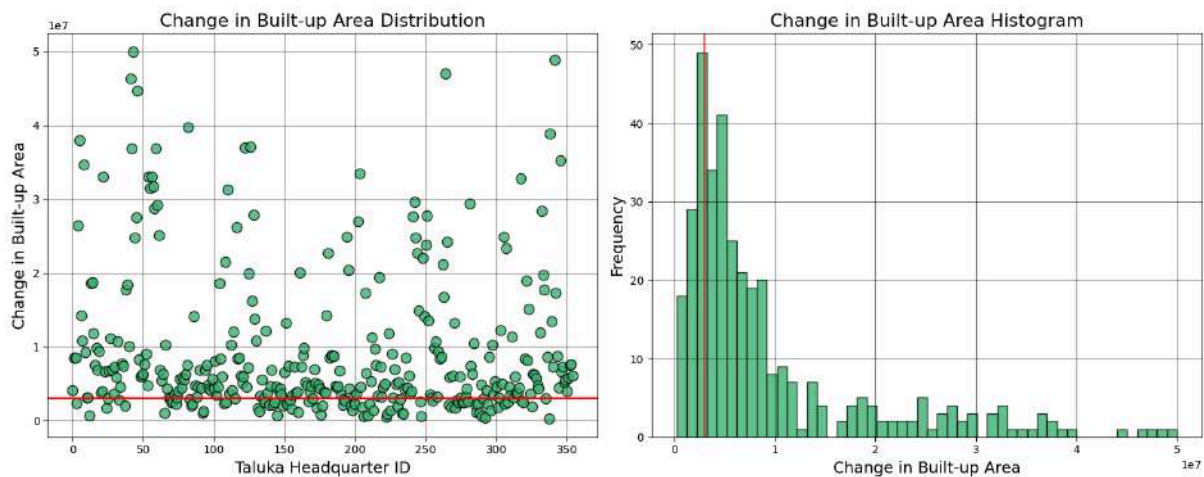 Change in Built-up Area Distribution
1e7
5
4
3
2
1
0
Change in Built-up Area
0 50 100 150 200 250 300 350
Taluka Headquarter ID
Change in Built-up Area Histogram
50
40
30
20
10
0
Frequency
0 1 2 3 4 5
1e7
Change in Built-up Area